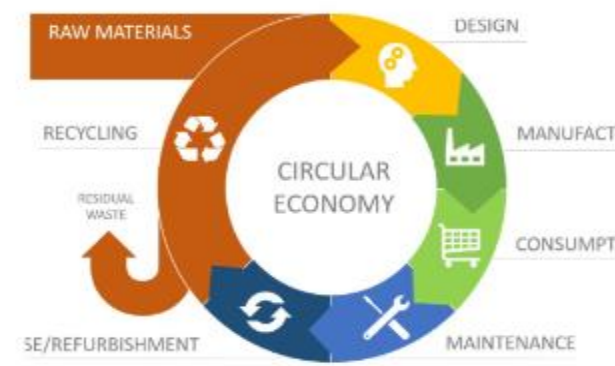 RAW MATERIALS
DESIGN
RECYCLING
MANUFACT
CIRCULAR
ECONOMY
RESIDUAL
WASTE
CONSUMPT
SE/REFURBISHMENT
MAINTENANCE